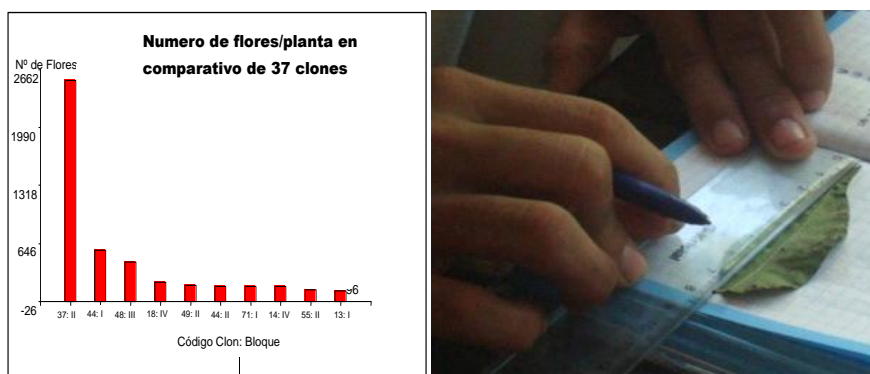 Numero de flores/planta en
comparativo de 37 clones
Nº de Flores
2662
1990
1318
646
-26
96
37: II 44: I 48: III 18: IV 49: II 44: II 71: I 14: IV 55: II 13: I
Código Clon: Bloque